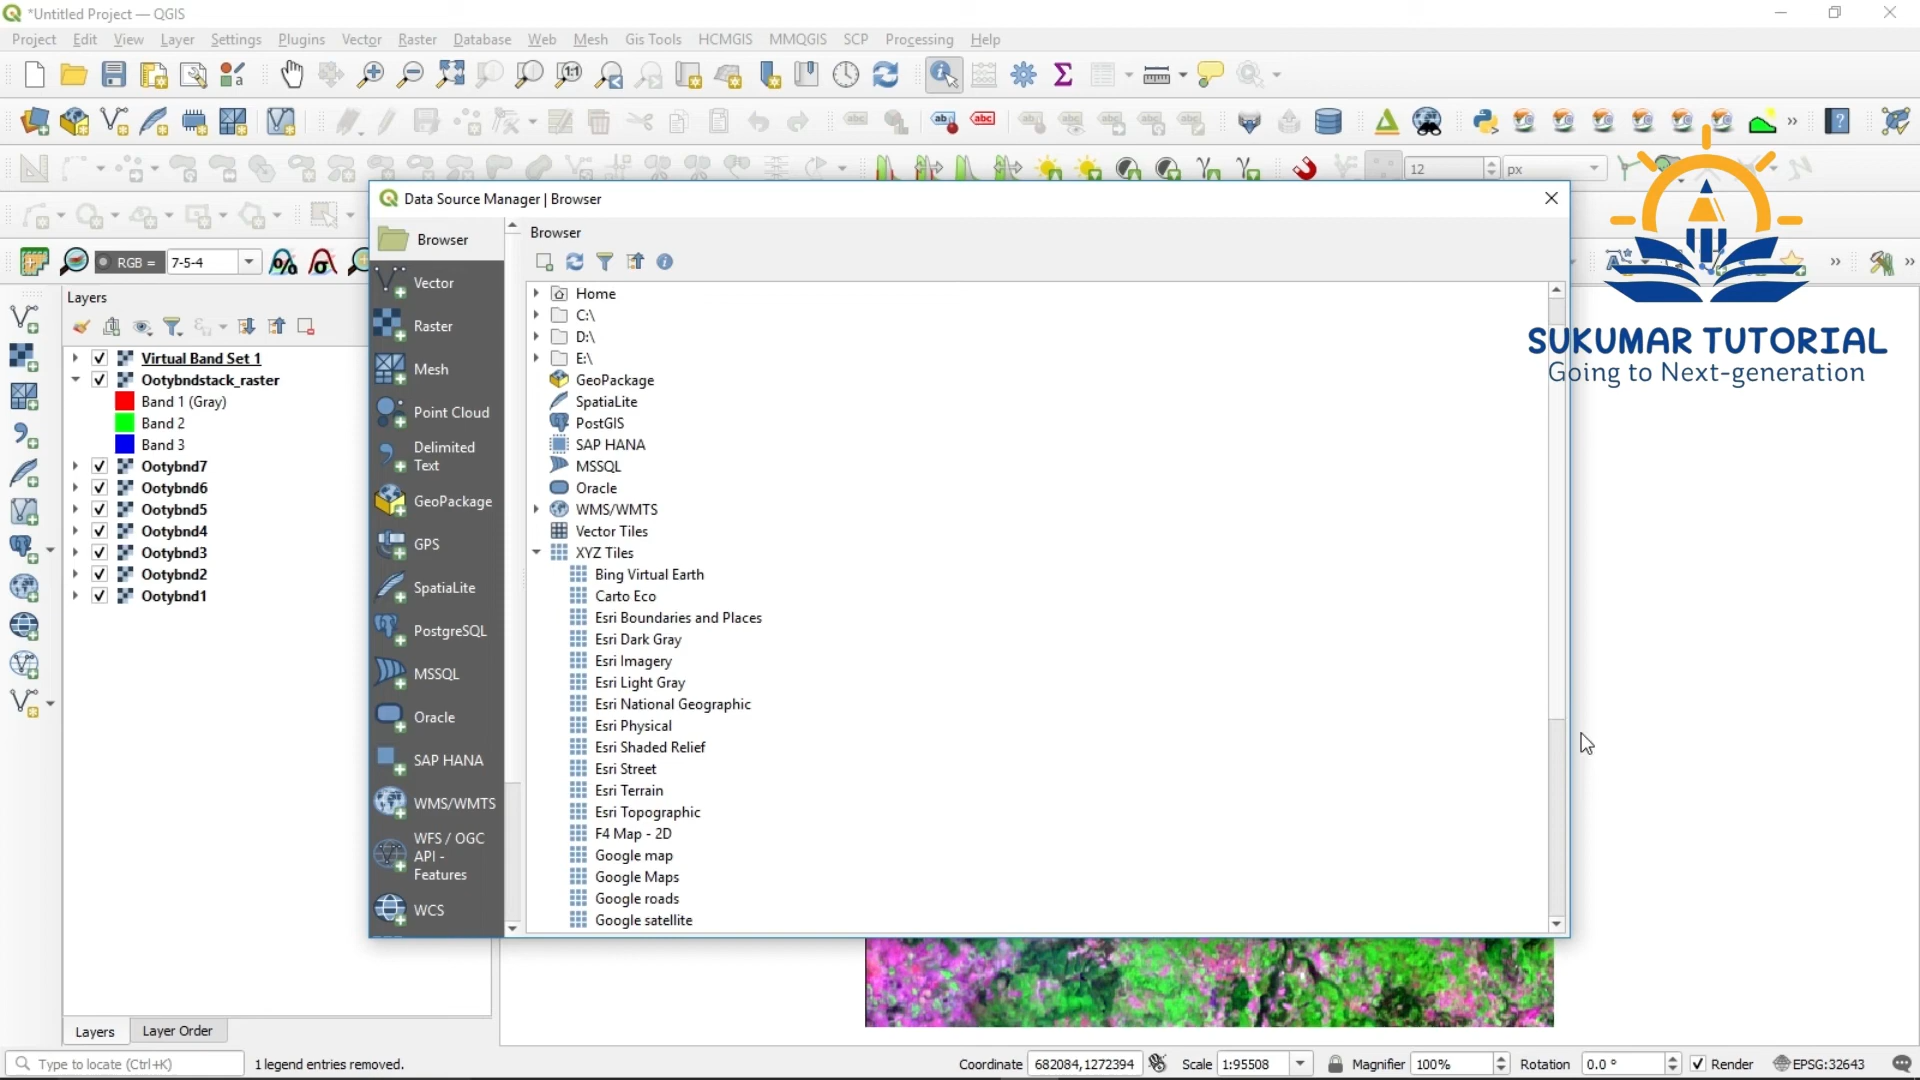 *Untitled Project — QGIS
Project Edit View Layer Settings Plugins Vector Raster Database Web Mesh Gis Tools HCMGIS MMQGIS SCP Processing Help
12 px
RGB = 7-5-4
Data Source Manager | Browser
Browser
Vector
Raster
Mesh
Point Cloud
Delimited
Text
GeoPackage
GPS
SpatiaLite
PostgreSQL
MSSQL
Oracle
SAP HANA
WMS/WMTS
WFS / OGC
API -
Features
WCS
Browser
Home
C:\
D:\
E:\
GeoPackage
SpatiaLite
PostGIS
SAP HANA
MSSQL
Oracle
WMS/WMTS
Vector Tiles
XYZ Tiles
Bing Virtual Earth
Carto Eco
Esri Boundaries and Places
Esri Dark Gray
Esri Imagery
Esri Light Gray
Esri National Geographic
Esri Physical
Esri Shaded Relief
Esri Street
Esri Terrain
Esri Topographic
F4 Map - 2D
Google map
Google Maps
Google roads
Google satellite
SUKUMAR TUTORIAL
Going to Next-generation
Layers
Virtual Band Set 1
Ootybndstack_raster
Band 1 (Gray)
Band 2
Band 3
Ootybnd7
Ootybnd6
Ootybnd5
Ootybnd4
Ootybnd3
Ootybnd2
Ootybnd1
Layers Layer Order
Type to locate (Ctrl+K) 1 legend entries removed. Coordinate 682084,1272394 Scale 1:95508 Magnifier 100% Rotation 0.0 ° Render EPSG:32643